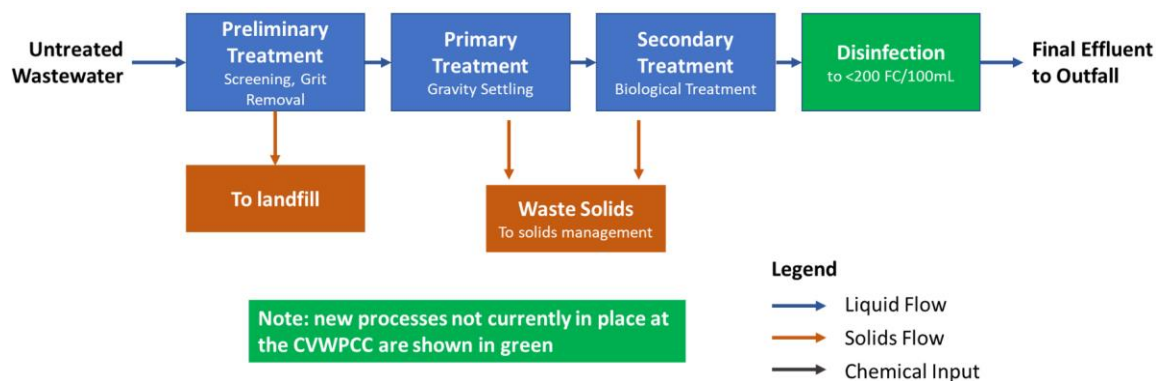 Untreated
Wastewater
Preliminary
Treatment
Screening, Grit
Removal
Primary
Treatment
Gravity Settling
Secondary
Treatment
Biological Treatment
Disinfection
to <200 FC/100mL
Final Effluent
to Outfall
To landfill
Waste Solids
To solids management
Note: new processes not currently in place at
the CVWPCC are shown in green
Legend
Liquid Flow
Solids Flow
Chemical Input